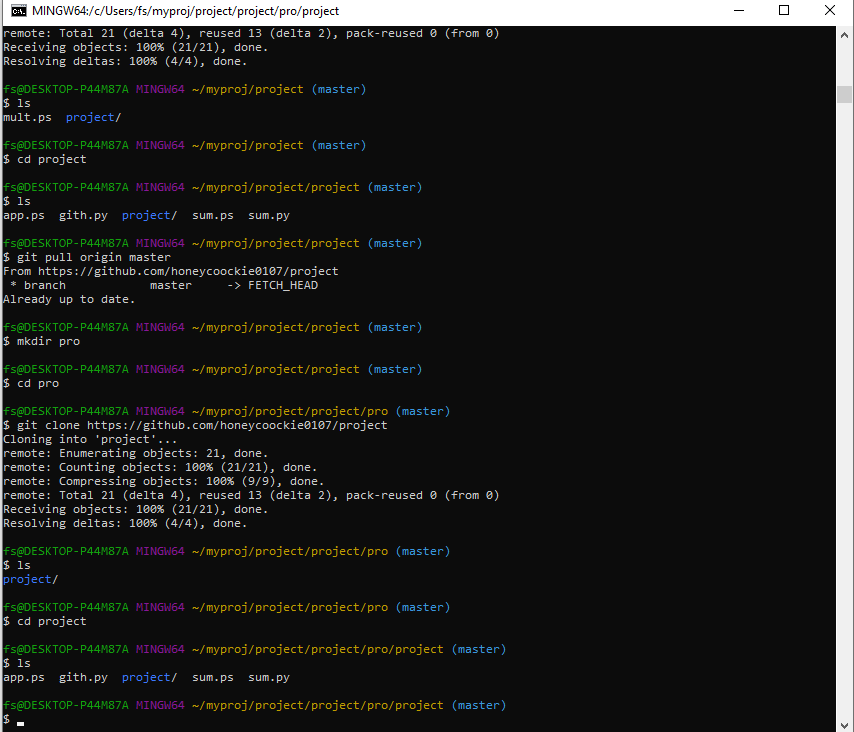 MINGW64:/c/Users/fs/myproj/project/project/pro/project
remote: Total 21 (delta 4), reused 13 (delta 2), pack-reused 0 (from 0)
Receiving objects: 100% (21/21), done.
Resolving deltas: 100% (4/4), done.
fs@DESKTOP-P44M87A MINGW64 ~/myproj/project (master)
$ ls
mult.ps  project/
fs@DESKTOP-P44M87A MINGW64 ~/myproj/project (master)
$ cd project
fs@DESKTOP-P44M87A MINGW64 ~/myproj/project/project (master)
$ ls
app.ps  gith.py  project/  sum.ps  sum.py
fs@DESKTOP-P44M87A MINGW64 ~/myproj/project/project (master)
$ git pull origin master
From https://github.com/honeycoockie0107/project
 * branch            master     -> FETCH_HEAD
Already up to date.
fs@DESKTOP-P44M87A MINGW64 ~/myproj/project/project (master)
$ mkdir pro
fs@DESKTOP-P44M87A MINGW64 ~/myproj/project/project (master)
$ cd pro
fs@DESKTOP-P44M87A MINGW64 ~/myproj/project/project/pro (master)
$ git clone https://github.com/honeycoockie0107/project
Cloning into 'project'...
remote: Enumerating objects: 21, done.
remote: Counting objects: 100% (21/21), done.
remote: Compressing objects: 100% (9/9), done.
remote: Total 21 (delta 4), reused 13 (delta 2), pack-reused 0 (from 0)
Receiving objects: 100% (21/21), done.
Resolving deltas: 100% (4/4), done.
fs@DESKTOP-P44M87A MINGW64 ~/myproj/project/project/pro (master)
$ ls
project/
fs@DESKTOP-P44M87A MINGW64 ~/myproj/project/project/pro (master)
$ cd project
fs@DESKTOP-P44M87A MINGW64 ~/myproj/project/project/pro/project (master)
$ ls
app.ps  gith.py  project/  sum.ps  sum.py
fs@DESKTOP-P44M87A MINGW64 ~/myproj/project/project/pro/project (master)
$